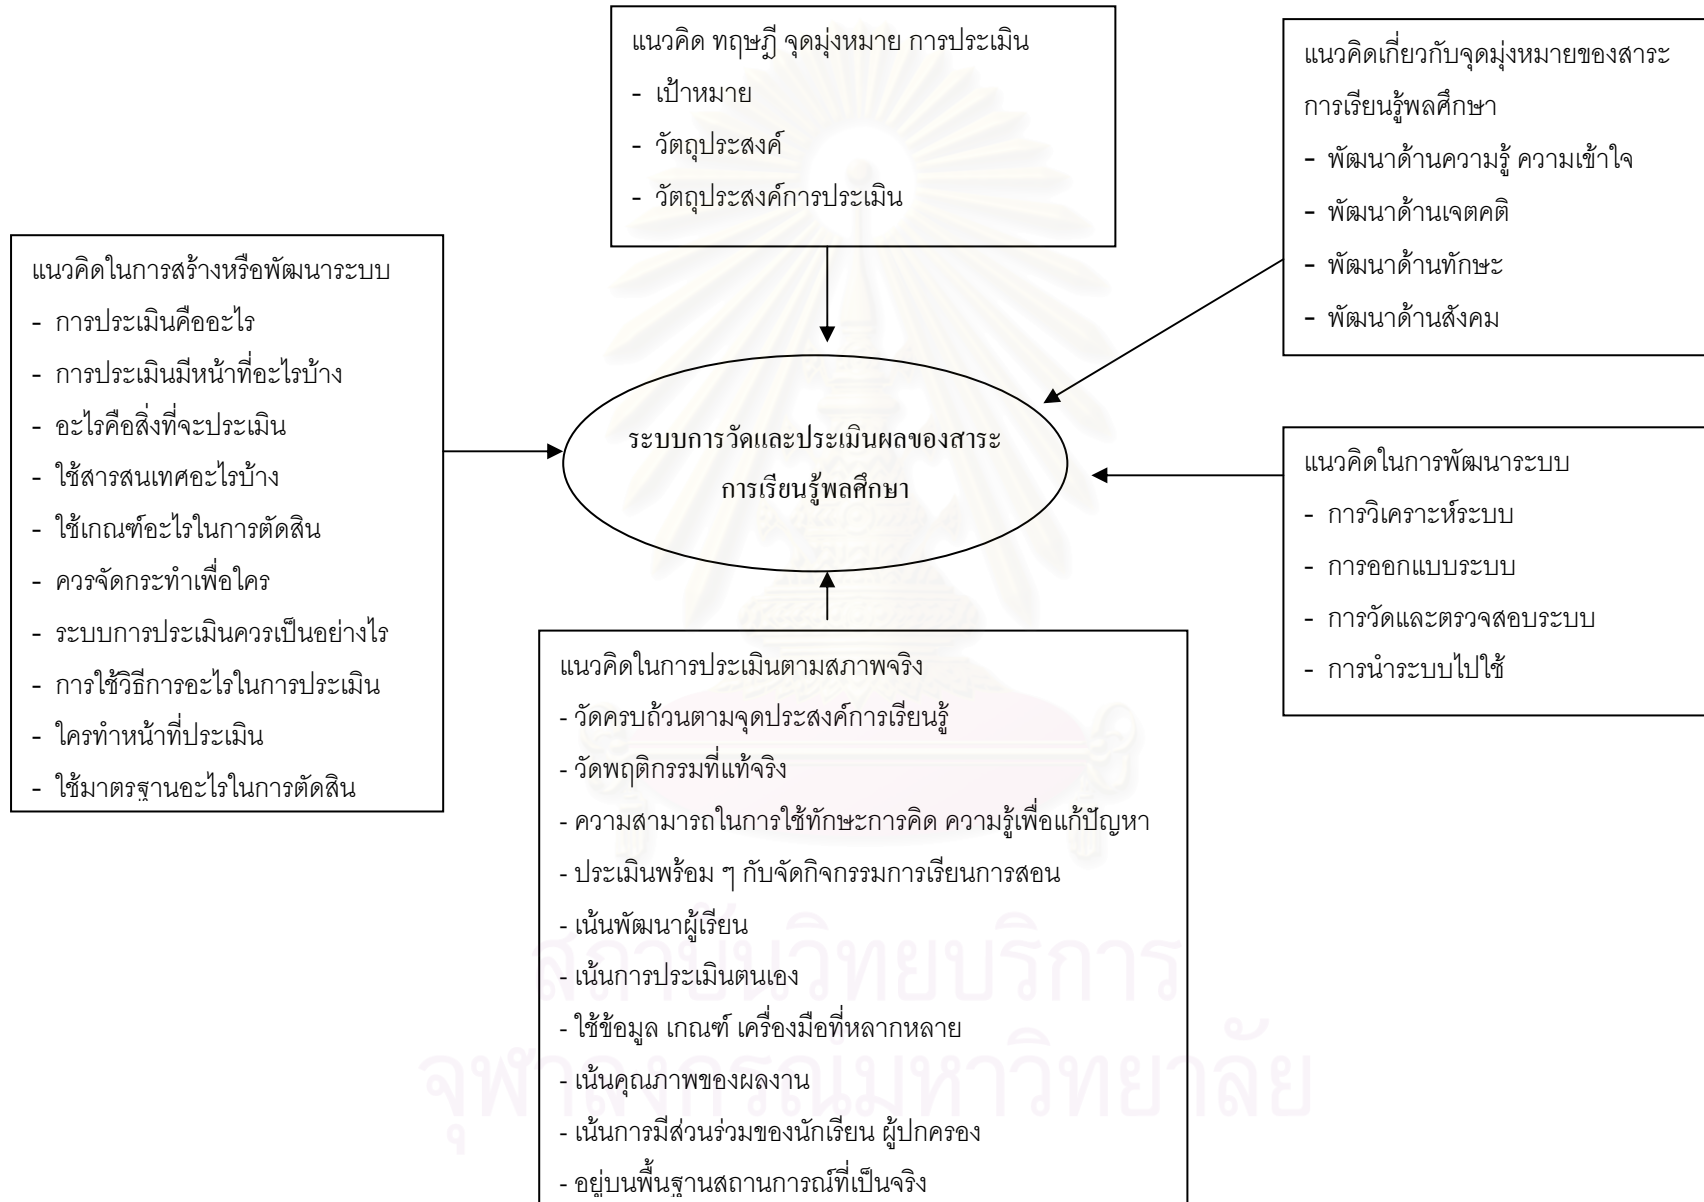 แนวคิด ทฤษฎี จุดมุ่งหมาย การประเมิน
- เป้าหมาย
- วัตถุประสงค์
- วัตถุประสงค์การประเมิน
แนวคิดเกี่ยวกับจุดมุ่งหมายของสาระ
การเรียนรู้พลศึกษา
- พัฒนาด้านความรู้ ความเข้าใจ
- พัฒนาด้านเจตคติ
- พัฒนาด้านทักษะ
- พัฒนาด้านสังคม
แนวคิดในการสร้างหรือพัฒนาระบบ
- การประเมินคืออะไร
- การประเมินมีหน้าที่อะไรบ้าง
- อะไรคือสิ่งที่จะประเมิน
- ใช้สารสนเทศอะไรบ้าง
- ใช้เกณฑ์อะไรในการตัดสิน
- ควรจัดกระทำเพื่อใคร
- ระบบการประเมินควรเป็นอย่างไร
- การใช้วิธีการอะไรในการประเมิน
- ใครทำหน้าที่ประเมิน
- ใช้มาตรฐานอะไรในการตัดสิน
ระบบการวัดและประเมินผลของสาระ
การเรียนรู้พลศึกษา
แนวคิดในการพัฒนาระบบ
- การวิเคราะห์ระบบ
- การออกแบบระบบ
- การวัดและตรวจสอบระบบ
- การนำระบบไปใช้
แนวคิดในการประเมินตามสภาพจริง
- วัดครบถ้วนตามจุดประสงค์การเรียนรู้
- วัดพฤติกรรมที่แท้จริง
- ความสามารถในการใช้ทักษะการคิด ความรู้เพื่อแก้ปัญหา
- ประเมินพร้อม ๆ กับจัดกิจกรรมการเรียนการสอน
- เน้นพัฒนาผู้เรียน
- เน้นการประเมินตนเอง
- ใช้ข้อมูล เกณฑ์ เครื่องมือที่หลากหลาย
- เน้นคุณภาพของผลงาน
- เน้นการมีส่วนร่วมของนักเรียน ผู้ปกครอง
- อยู่บนพื้นฐานสถานการณ์ที่เป็นจริง
สถาบันวิทยบริการ
จุฬาลงกรณ์มหาวิทยาลัย